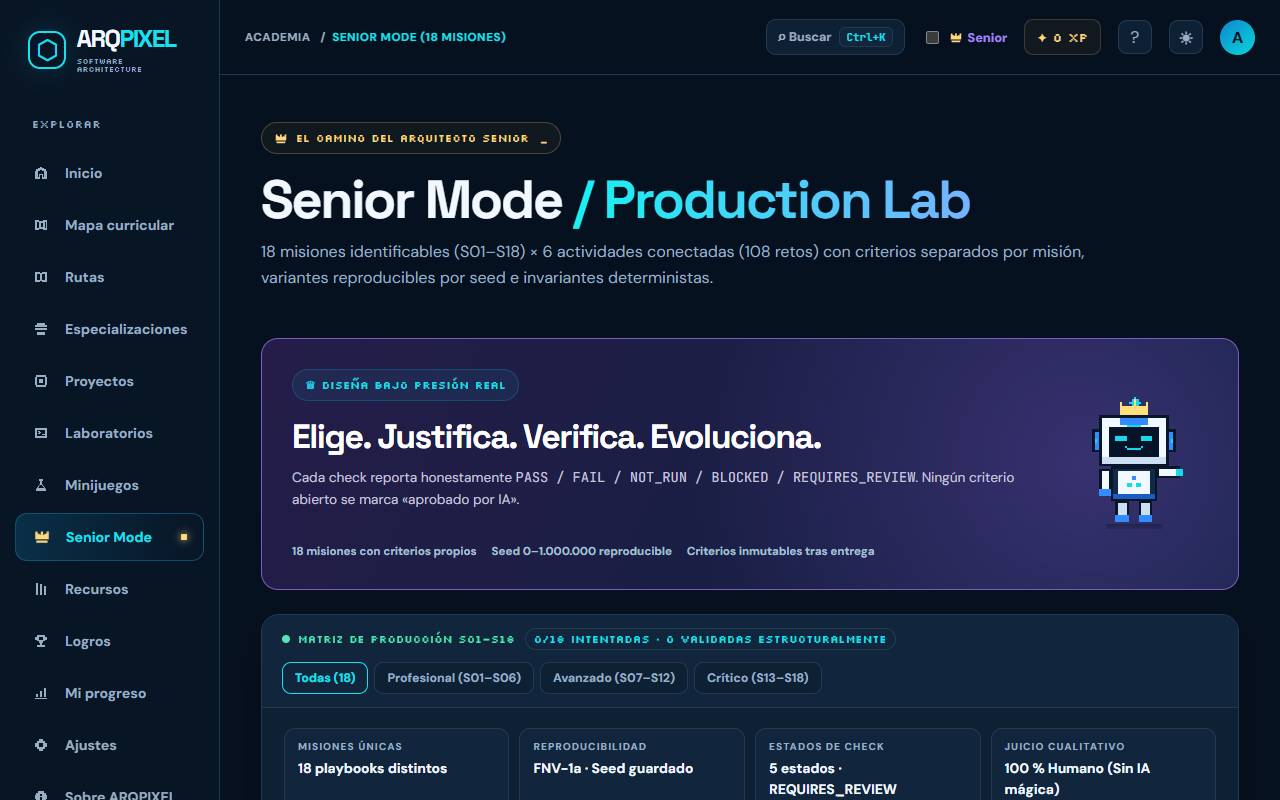 ARQPIXEL
SOFTWARE
ARCHITECTURE
EXPLORAR
Inicio
Mapa curricular
Rutas
Especializaciones
Proyectos
Laboratorios
Minijuegos
Senior Mode
Recursos
Logros
Mi progreso
Ajustes
Sobre ARQPIXEL
ACADEMIA / SENIOR MODE (18 MISIONES)
Buscar Ctrl+K
Senior
✦ 0 XP
?
A
EL CAMINO DEL ARQUITECTO SENIOR _
Senior Mode / Production Lab
18 misiones identificables (S01–S18) × 6 actividades conectadas (108 retos) con criterios separados por misión,
variantes reproducibles por seed e invariantes deterministas.
♛ DISEÑA BAJO PRESIÓN REAL
Elige. Justifica. Verifica. Evoluciona.
Cada check reporta honestamente PASS / FAIL / NOT_RUN / BLOCKED / REQUIRES_REVIEW. Ningún criterio
abierto se marca «aprobado por IA».
18 misiones con criterios propios Seed 0–1.000.000 reproducible Criterios inmutables tras entrega
MATRIZ DE PRODUCCIÓN S01–S18 0/18 INTENTADAS · 0 VALIDADAS ESTRUCTURALMENTE
Todas (18) Profesional (S01–S06) Avanzado (S07–S12) Crítico (S13–S18)
MISIONES ÚNICAS
18 playbooks distintos
REPRODUCIBILIDAD
FNV-1a · Seed guardado
ESTADOS DE CHECK
5 estados ·
REQUIRES_REVIEW
JUICIO CUALITATIVO
100 % Humano (Sin IA
mágica)